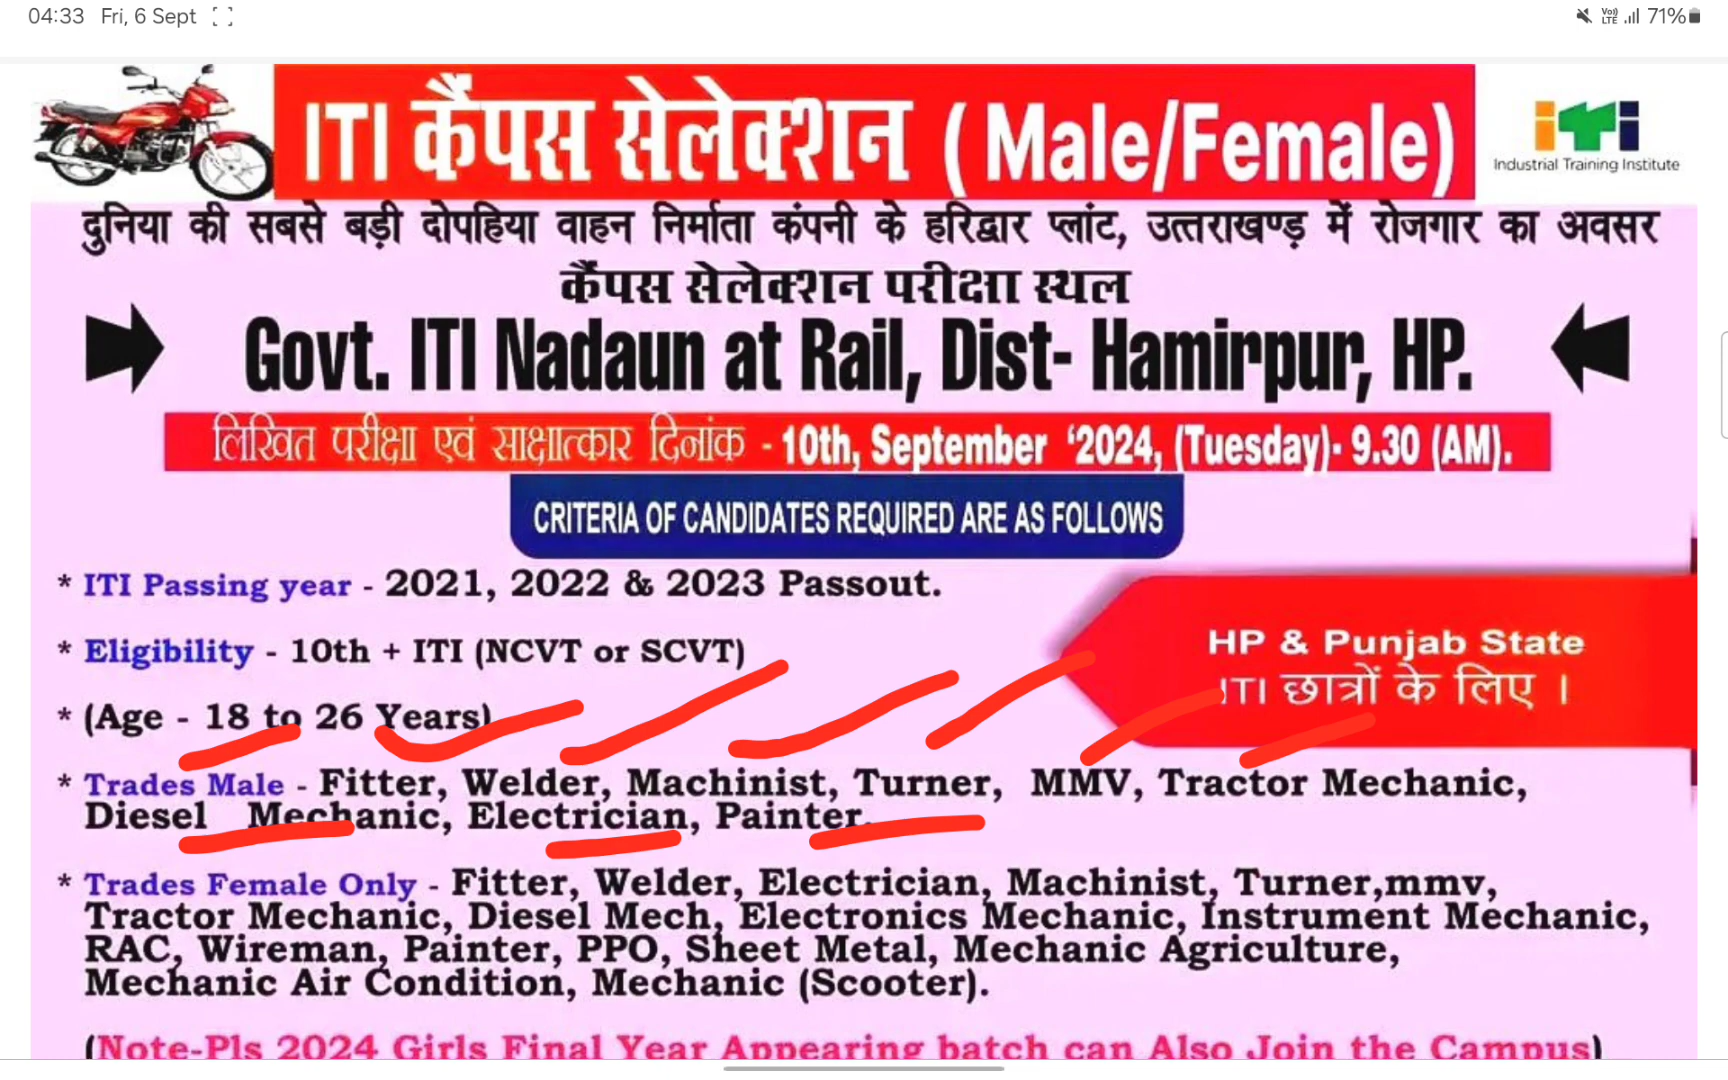 04:33 Fri, 6 Sept
Vo)) LTE 71%
ITI कैंपस सेलेक्शन ( Male/Female)
iTi
Industrial Training Institute
दुनिया की सबसे बड़ी दोपहिया वाहन निर्माता कंपनी के हरिद्वार प्लांट, उत्तराखण्ड़ में रोजगार का अवसर
कैंपस सेलेक्शन परीक्षा स्थल
Govt. ITI Nadaun at Rail, Dist- Hamirpur, HP.
लिखित परीक्षा एवं साक्षात्कार दिनांक - 10th, September ‘2024, (Tuesday)- 9.30 (AM).
CRITERIA OF CANDIDATES REQUIRED ARE AS FOLLOWS
* ITI Passing year - 2021, 2022 & 2023 Passout.
* Eligibility - 10th + ITI (NCVT or SCVT)
HP & Punjab State
ITI छात्रों के लिए ।
* (Age - 18 to 26 Years)
* Trades Male - Fitter, Welder, Machinist, Turner, MMV, Tractor Mechanic,
Diesel Mechanic, Electrician, Painter.
* Trades Female Only - Fitter, Welder, Electrician, Machinist, Turner,mmv,
Tractor Mechanic, Diesel Mech, Electronics Mechanic, Instrument Mechanic,
RAC, Wireman, Painter, PPO, Sheet Metal, Mechanic Agriculture,
Mechanic Air Condition, Mechanic (Scooter).
(Note-Pls 2024 Girls Final Year Appearing batch can Also Join the Campus)